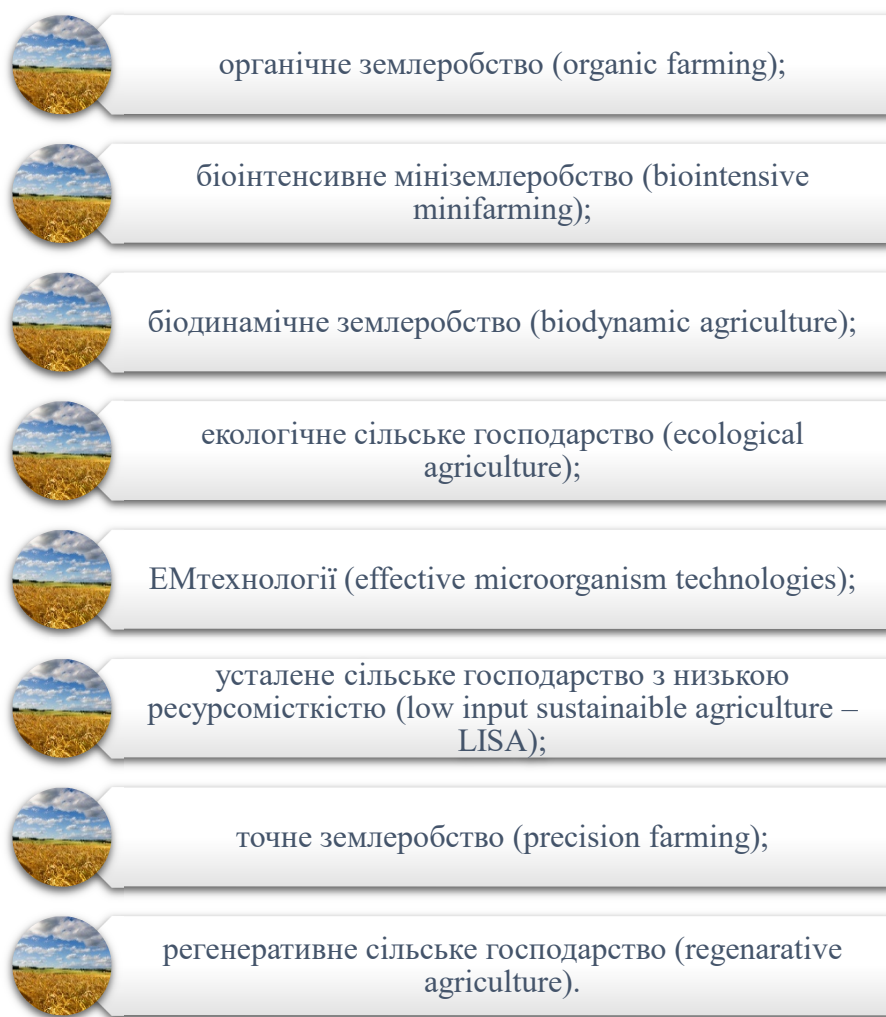 органічне землеробство (organic farming);
біоінтенсивне мініземлеробство (biointensive
minifarming);
біодинамічне землеробство (biodynamic agriculture);
екологічне сільське господарство (ecological
agriculture);
ЕМтехнології (effective microorganism technologies);
усталене сільське господарство з низькою
ресурсомісткістю (low input sustainaible agriculture –
LISA);
точне землеробство (precision farming);
регенеративне сільське господарство (regenarative
agriculture).